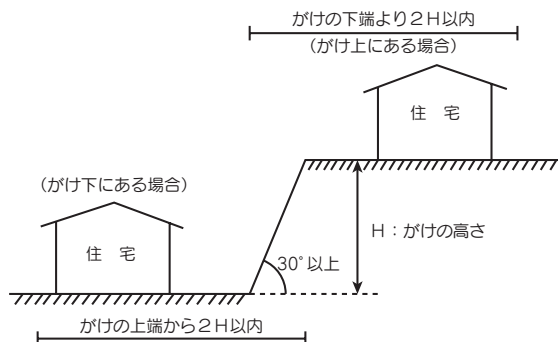 がけの下端より2H以内
(がけ上にある場合)
住 宅
(がけ下にある場合)
H:がけの高さ
住 宅
30°以上
がけの上端から2H以内